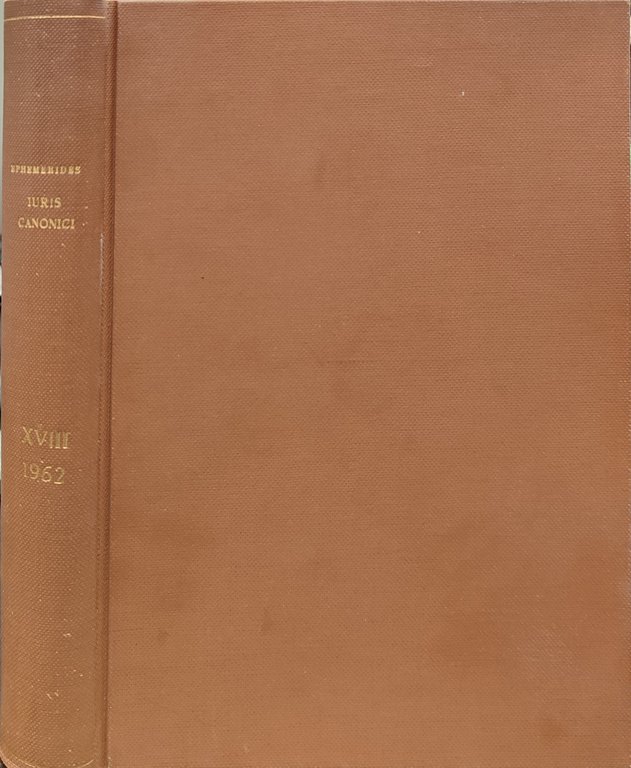 EPHEMERIDES
IURIS
CANONICI
XVIII
1962